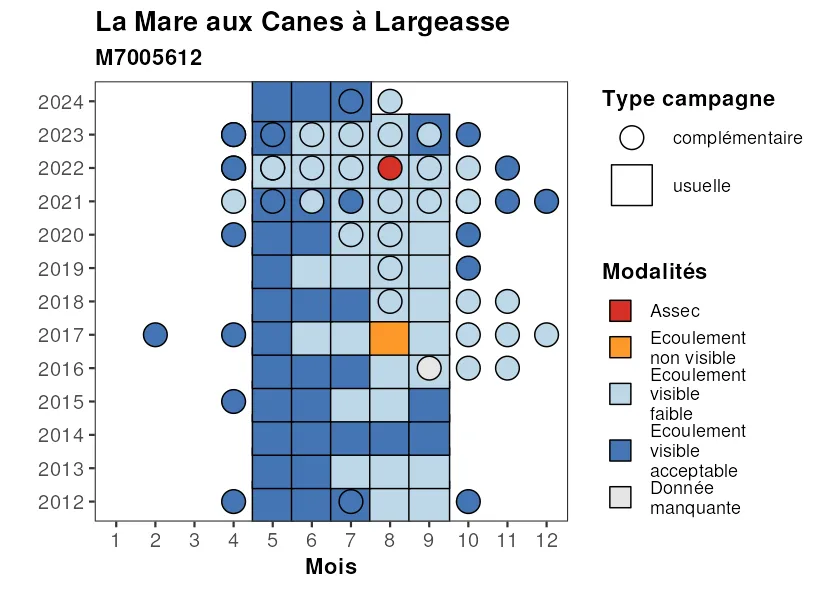 La Mare aux Canes à Largeasse
M7005612
2024
2023
2022
2021
2020
2019
2018
2017
2016
2015
2014
2013
2012
1 2 3 4 5 6 7 8 9 10 11 12
Mois
Type campagne
complémentaire
usuelle
Modalités
Assec
Ecoulement
non visible
Ecoulement
visible
faible
Ecoulement
visible
acceptable
Donnée
manquante